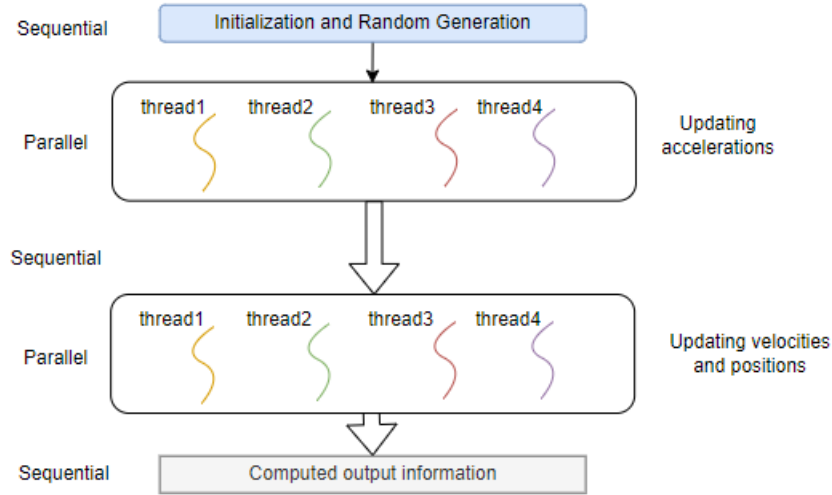 Sequential
Initialization and Random Generation
thread1
thread2
thread3
thread4
Parallel
Updating
accelerations
Sequential
thread1
thread2
thread3
thread4
Parallel
Updating velocities
and positions
Sequential
Computed output information